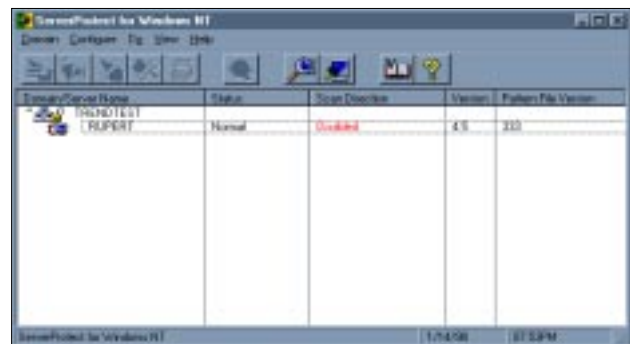 ServerProtect for Windows NT
Domain Configure View Help
Domain/Server Name Status Scan Direction Version Pattern File Version
TRENDTEST
RUPERT Normal Disabled 4.5 333
ServerProtect for Windows NT 1/14/98 07:53PM